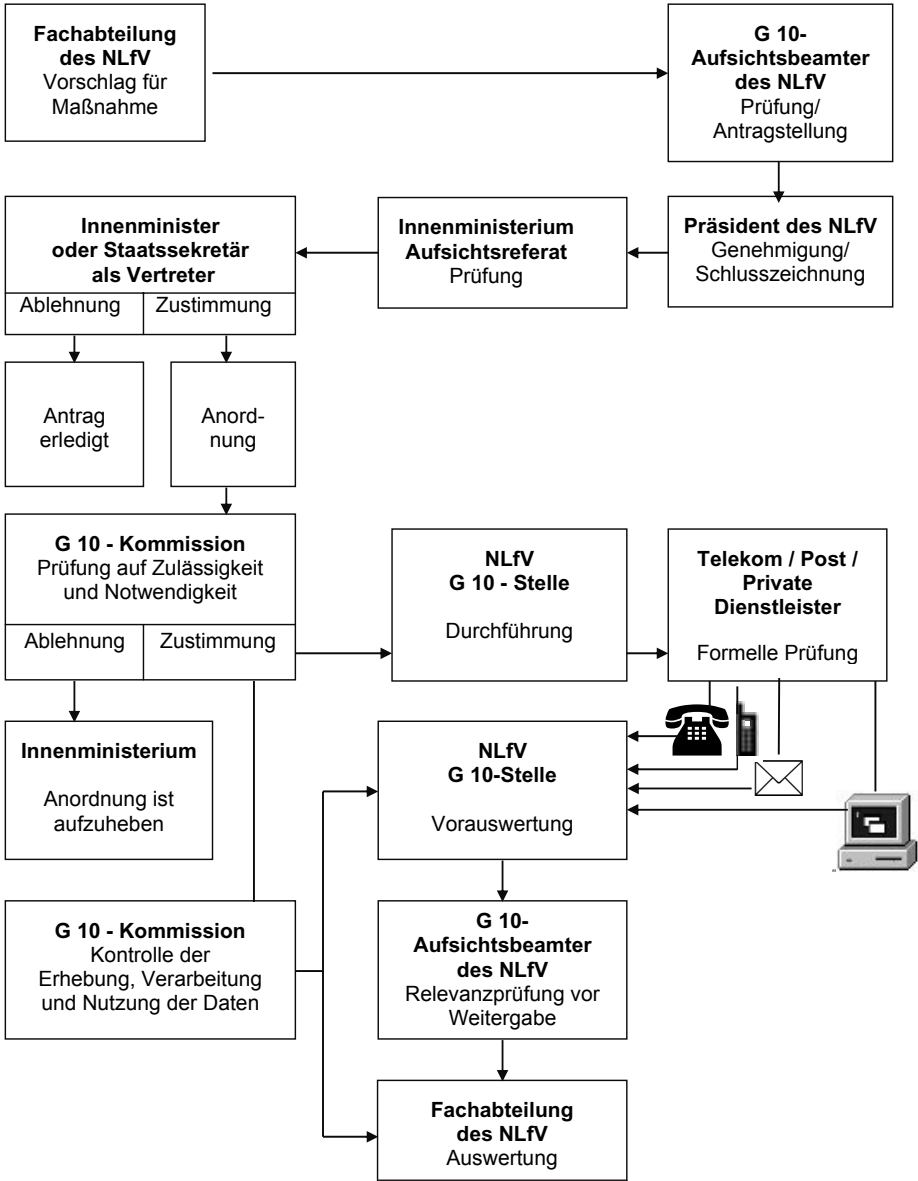 Fachabteilung
des NLfV
Vorschlag für
Maßnahme
G 10-
Aufsichtsbeamter
des NLfV
Prüfung/
Antragstellung
Innenminister
oder Staatssekretär
als Vertreter
Ablehnung
Zustimmung
Innenministerium
Aufsichtsreferat
Prüfung
Präsident des NLfV
Genehmigung/
Schlusszeichnung
Antrag
erledigt
Anord-
nung
G 10 - Kommission
Prüfung auf Zulässigkeit
und Notwendigkeit
Ablehnung
Zustimmung
NLfV
G 10 - Stelle
Durchführung
Telekom / Post /
Private
Dienstleister
Formelle Prüfung
Innenministerium
Anordnung ist
aufzuheben
NLfV
G 10-Stelle
Vorauswertung
G 10 - Kommission
Kontrolle der
Erhebung, Verarbeitung
und Nutzung der Daten
G 10-
Aufsichtsbeamter
des NLfV
Relevanzprüfung vor
Weitergabe
Fachabteilung
des NLfV
Auswertung